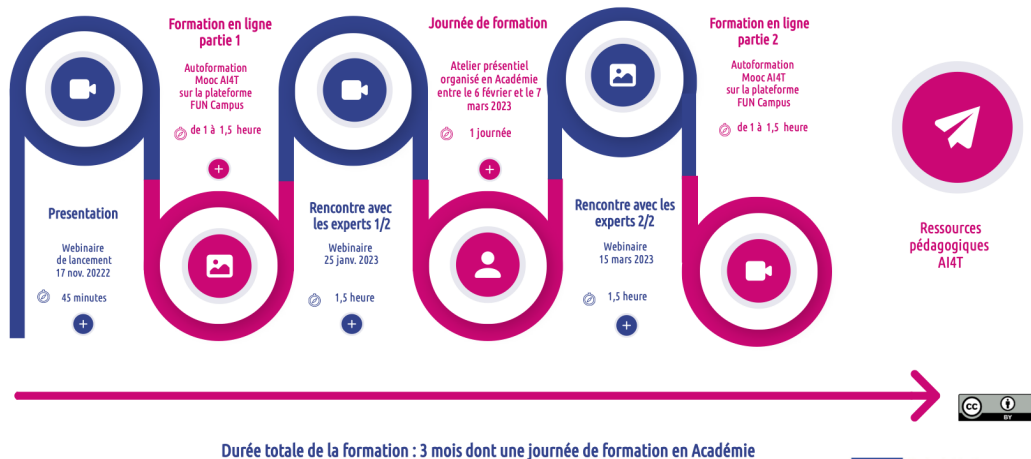 Formation en ligne
partie 1
Autoformation
Mooc AI4T
sur la plateforme
FUN Campus
de 1 à 1,5 heure
Journée de formation
Atelier présentiel
organisé en Académie
entre le 6 février et le 7
mars 2023
1 journée
Formation en ligne
partie 2
Autoformation
Mooc AI4T
sur la plateforme
FUN Campus
de 1 à 1,5 heure
Presentation
Webinaire
de lancement
17 nov. 20222
45 minutes
Rencontre avec
les experts 1/2
Webinaire
25 janv. 2023
1,5 heure
Rencontre avec les
experts 2/2
Webinaire
15 mars 2023
1,5 heure
Ressources
pédagogiques
AI4T
cc
BY
Durée totale de la formation : 3 mois dont une journée de formation en Académie